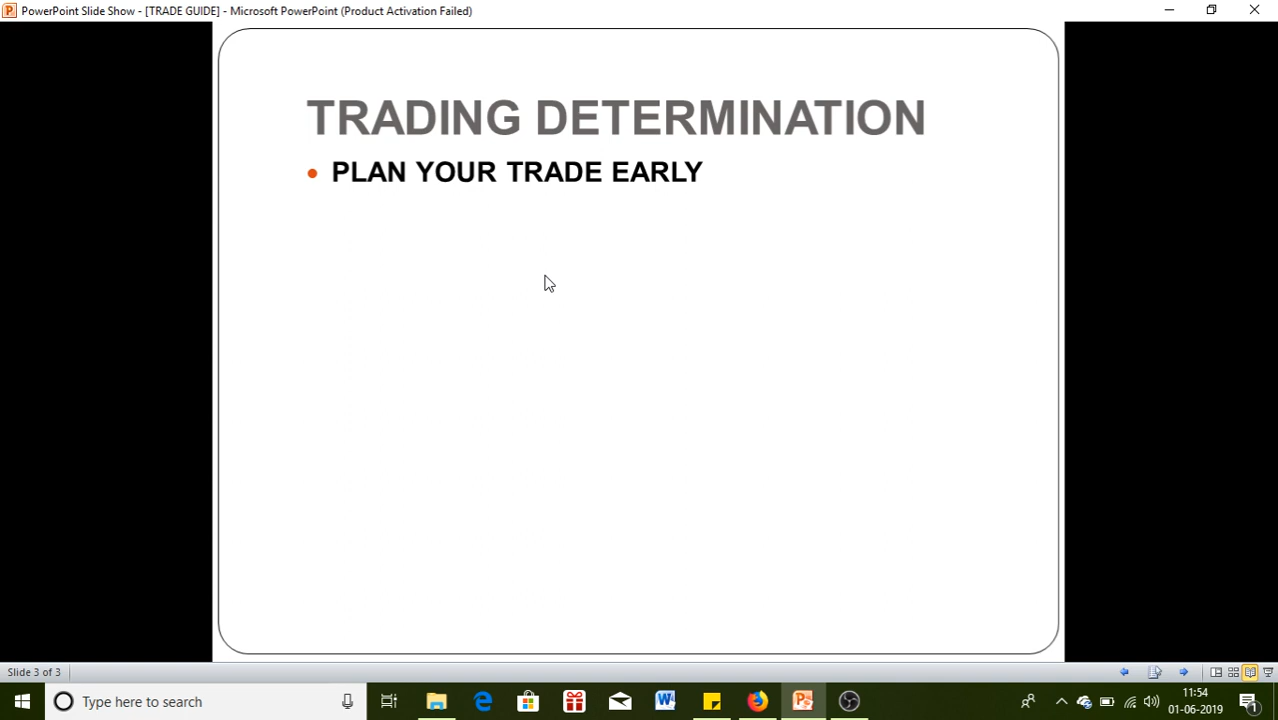 PowerPoint Slide Show - [TRADE GUIDE] - Microsoft PowerPoint (Product Activation Failed)
TRADING DETERMINATION
• PLAN YOUR TRADE EARLY
Slide 3 of 3
Type here to search
11:54
01-06-2019
1